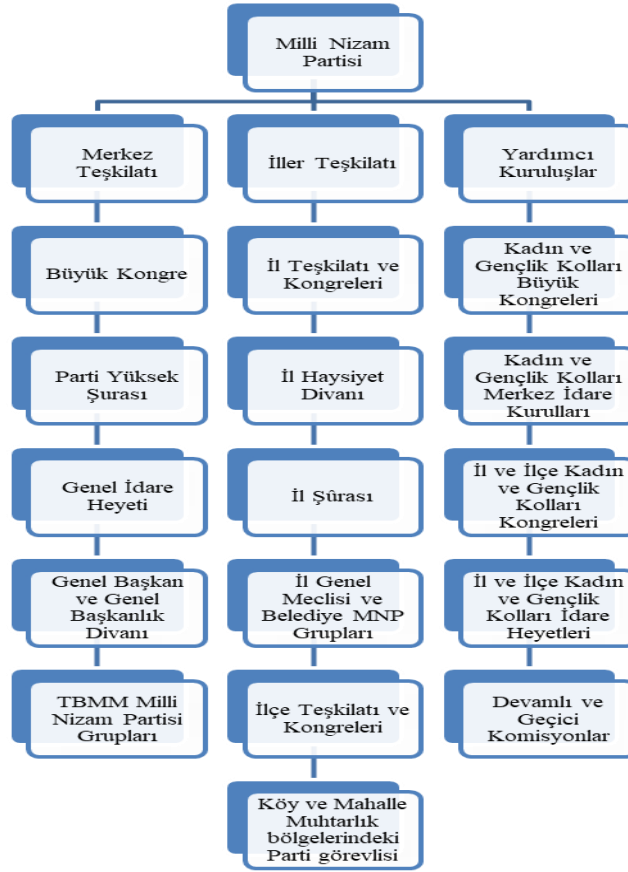 Milli Nizam
Partisi
Merkez
Teşkilatı
Büyük Kongre
Parti Yüksek
Şurası
Genel İdare
Heyeti
Genel Başkan
ve Genel
Başkanlık
Divanı
TBMM Milli
Nizam Partisi
Grupları
İller Teşkilatı
İl Teşkilatı ve
Kongreleri
İl Haysiyet
Divanı
İl Şûrası
İl Genel
Meclisi ve
Belediye MNP
Grupları
İlçe Teşkilatı ve
Kongreleri
Köy ve Mahalle
Muhtarlık
bölgelerindeki
Parti görevlisi
Yardımcı
Kuruluşlar
Kadın ve
Gençlik Kolları
Büyük
Kongreleri
Kadın ve
Gençlik Kolları
Merkez İdare
Kurulları
İl ve İlçe Kadın
ve Gençlik
Kolları
Kongreleri
İl ve İlçe Kadın
ve Gençlik
Kolları İdare
Heyetleri
Devamlı ve
Geçici
Komisyonlar